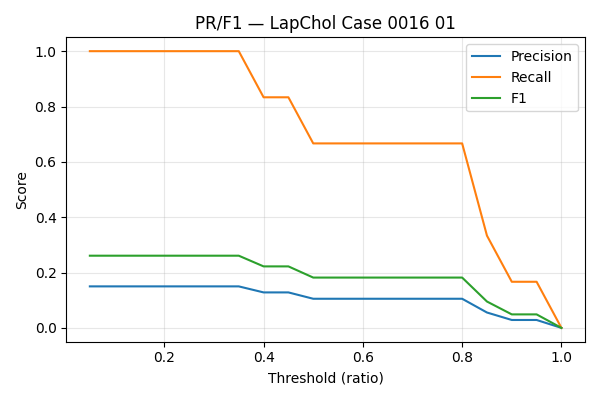 PR/F1 — LapChol Case 0016 01
Score
1.0
0.8
0.6
0.4
0.2
0.0
Precision
Recall
F1
0.2 0.4 0.6 0.8 1.0
Threshold (ratio)